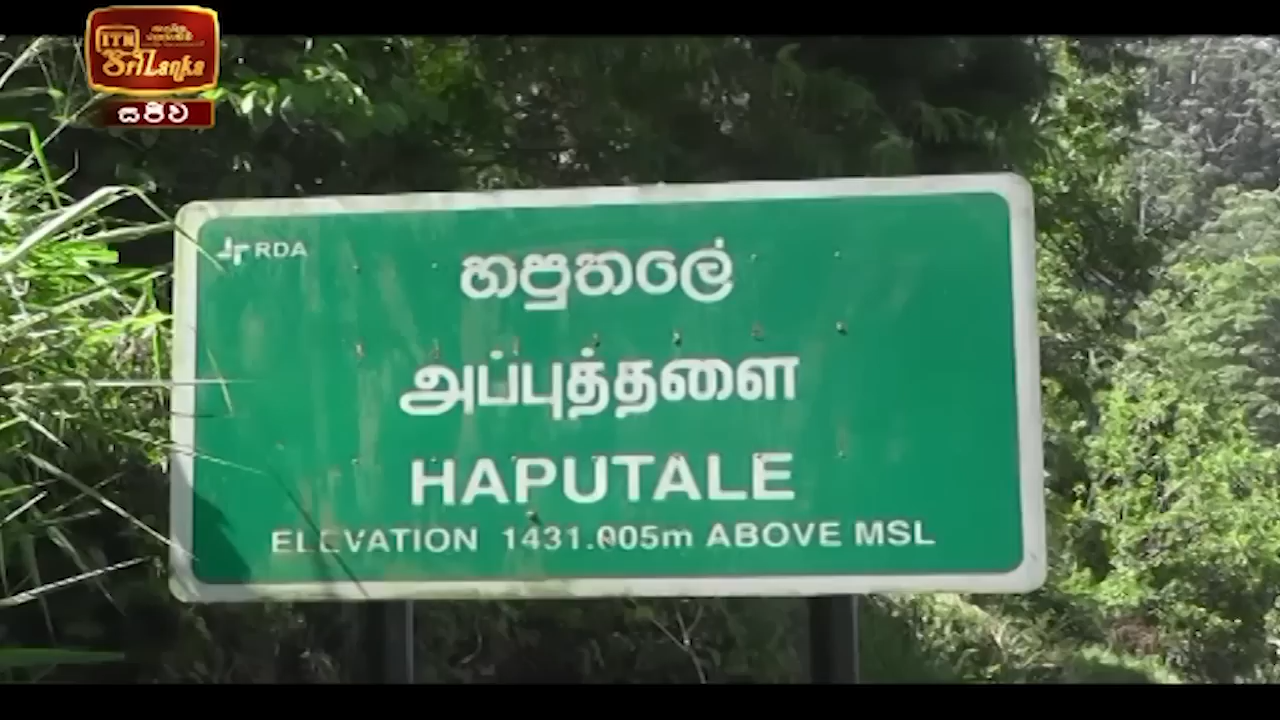 ITN
Sri Lanka
සජීව
RDA
හපුතලේ
அப்புத்தளை
HAPUTALE
ELEVATION 1431.005m ABOVE MSL